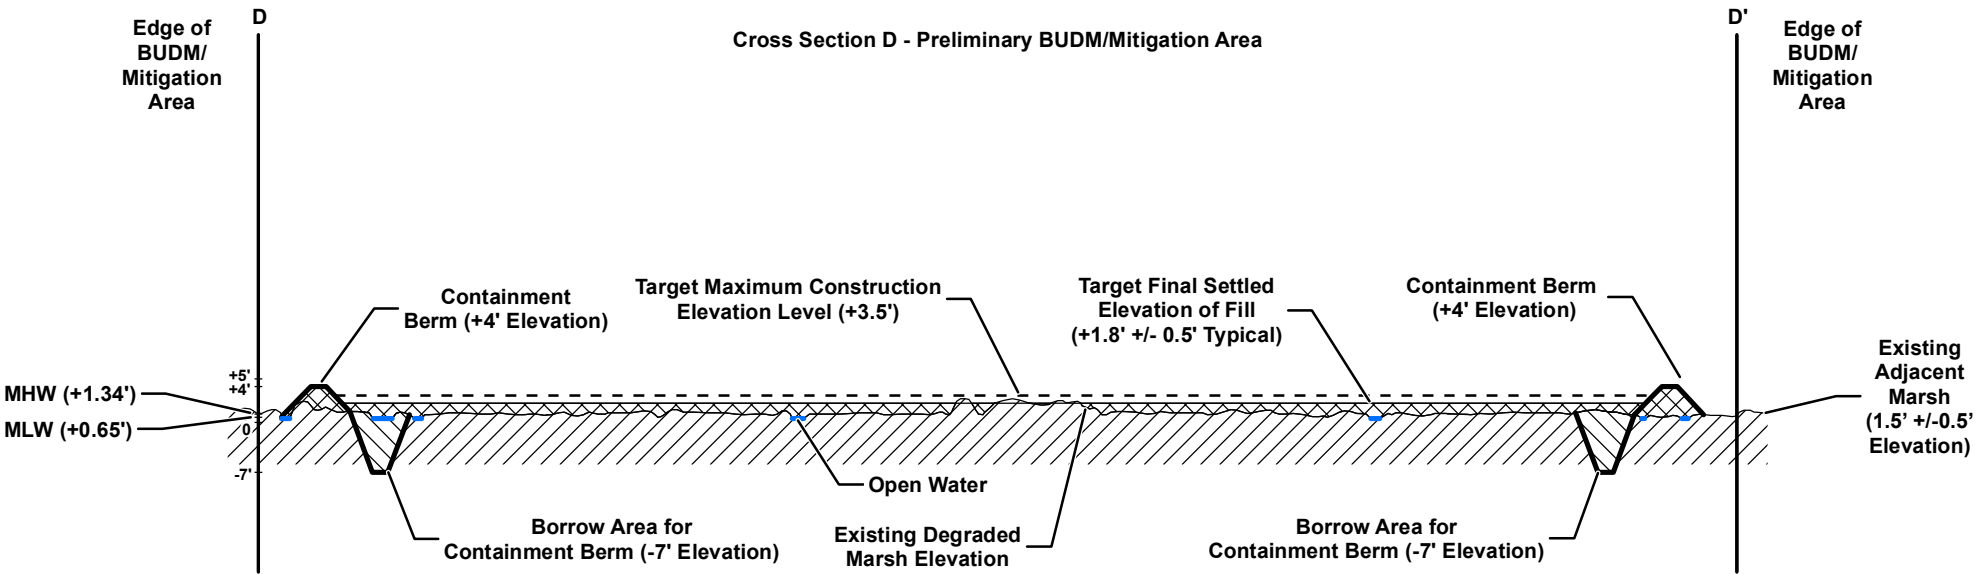 D
D'
Edge of
BUDM/
Mitigation
Area
Cross Section D - Preliminary BUDM/Mitigation Area
Edge of
BUDM/
Mitigation
Area
Containment
Berm (+4' Elevation)
Target Maximum Construction
Elevation Level (+3.5')
Target Final Settled
Elevation of Fill
(+1.8' +/- 0.5' Typical)
Containment Berm
(+4' Elevation)
Existing
Adjacent
Marsh
(1.5’ +/-0.5’
Elevation)
MHW (+1.34')
MLW (+0.65')
+5'
+4'
0
-7'
Open Water
Borrow Area for
Containment Berm (-7' Elevation)
Existing Degraded
Marsh Elevation
Borrow Area for
Containment Berm (-7' Elevation)